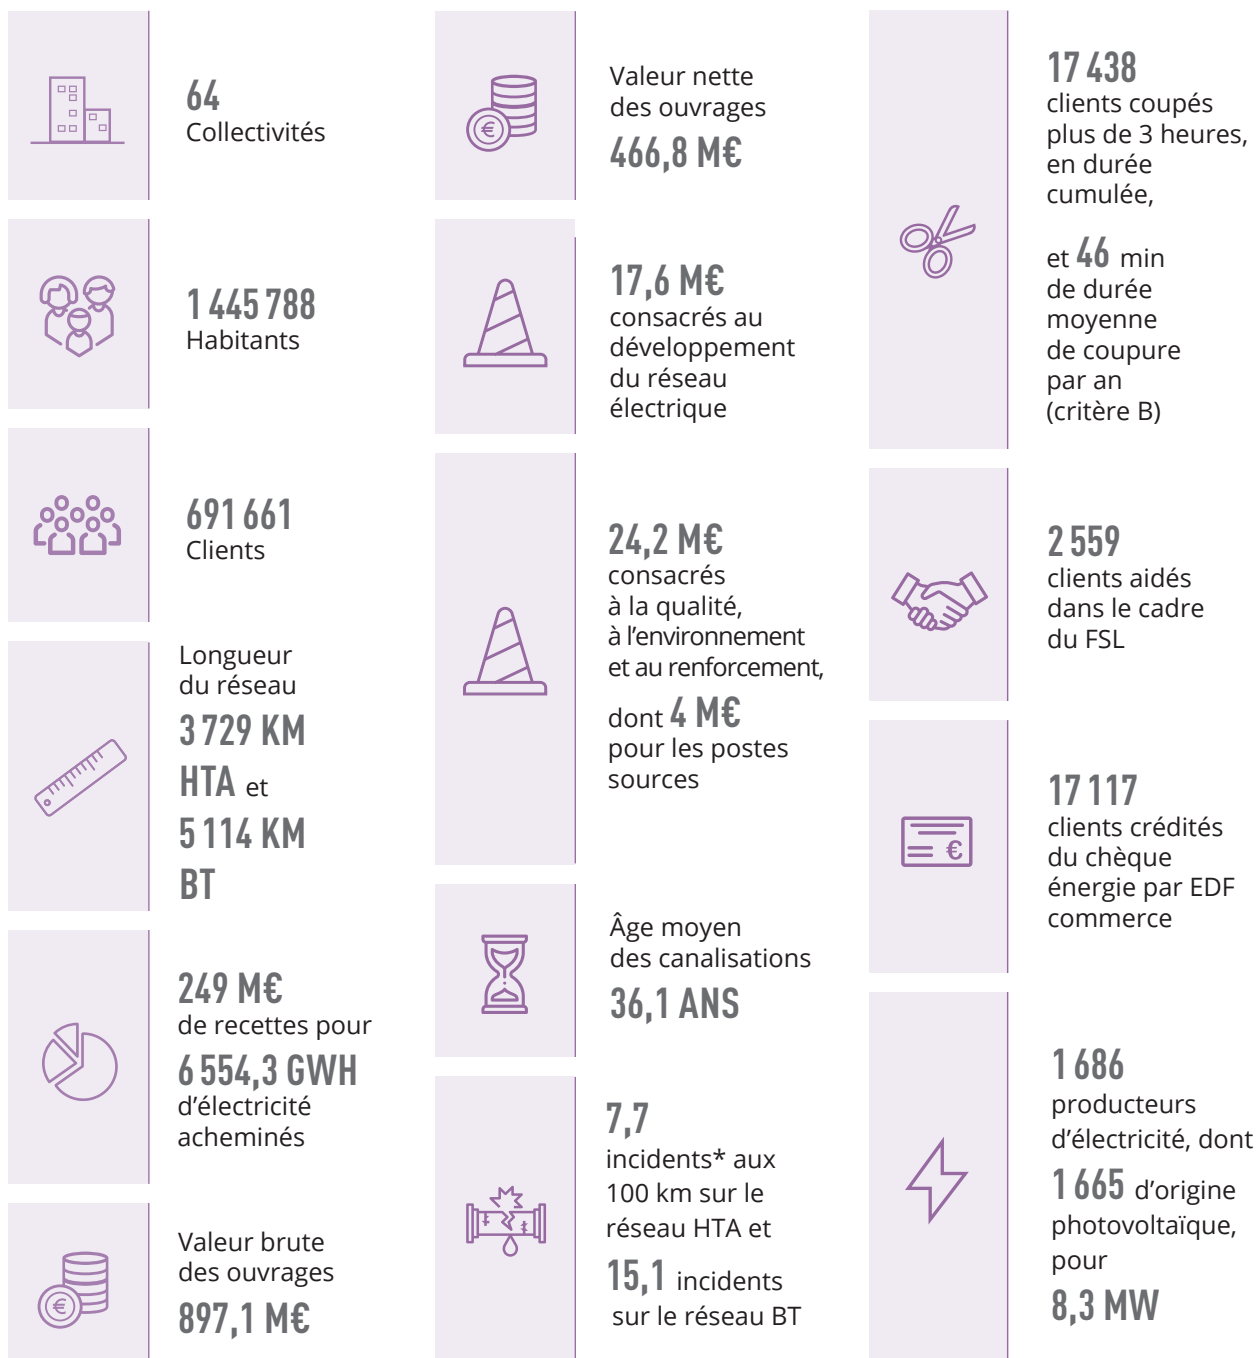 64
Collectivités
1 445 788
Habitants
691 661
Clients
Longueur
du réseau
3 729 KM
HTA et
5 114 KM
BT
249 M€
de recettes pour
6 554,3 GWH
d’électricité
acheminés
Valeur brute
des ouvrages
897,1 M€
Valeur nette
des ouvrages
466,8 M€
17,6 M€
consacrés au
développement
du réseau
électrique
24,2 M€
consacrés
à la qualité,
à l’environnement
et au renforcement,
dont 4 M€
pour les postes
sources
Âge moyen
des canalisations
36,1 ANS
7,7
incidents* aux
100 km sur le
réseau HTA et
15,1 incidents
sur le réseau BT
17 438
clients coupés
plus de 3 heures,
en durée
cumulée,
et 46 min
de durée
moyenne
de coupure
par an
(critère B)
2 559
clients aidés
dans le cadre
du FSL
€
17 117
clients crédités
du chèque
énergie par EDF
commerce
1 686
producteurs
d’électricité, dont
1 665 d’origine
photovoltaïque,
pour
8,3 MW